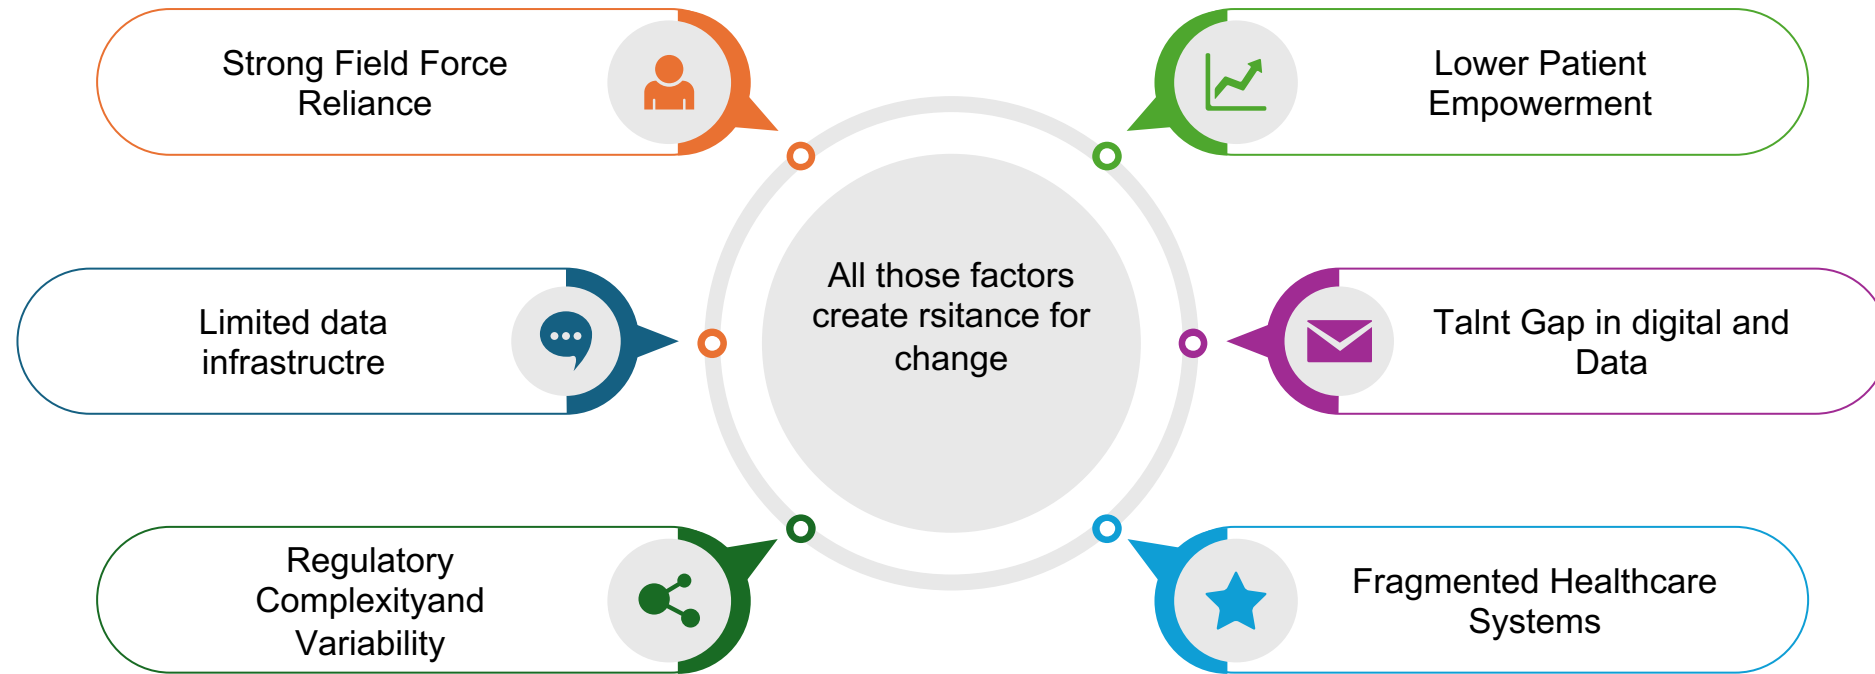 Strong Field Force
Reliance
Lower Patient
Empowerment
All those factors
create rsitance for
change
Limited data
infrastructre
Talnt Gap in digital and
Data
Regulatory
Complexityand
Variability
Fragmented Healthcare
Systems